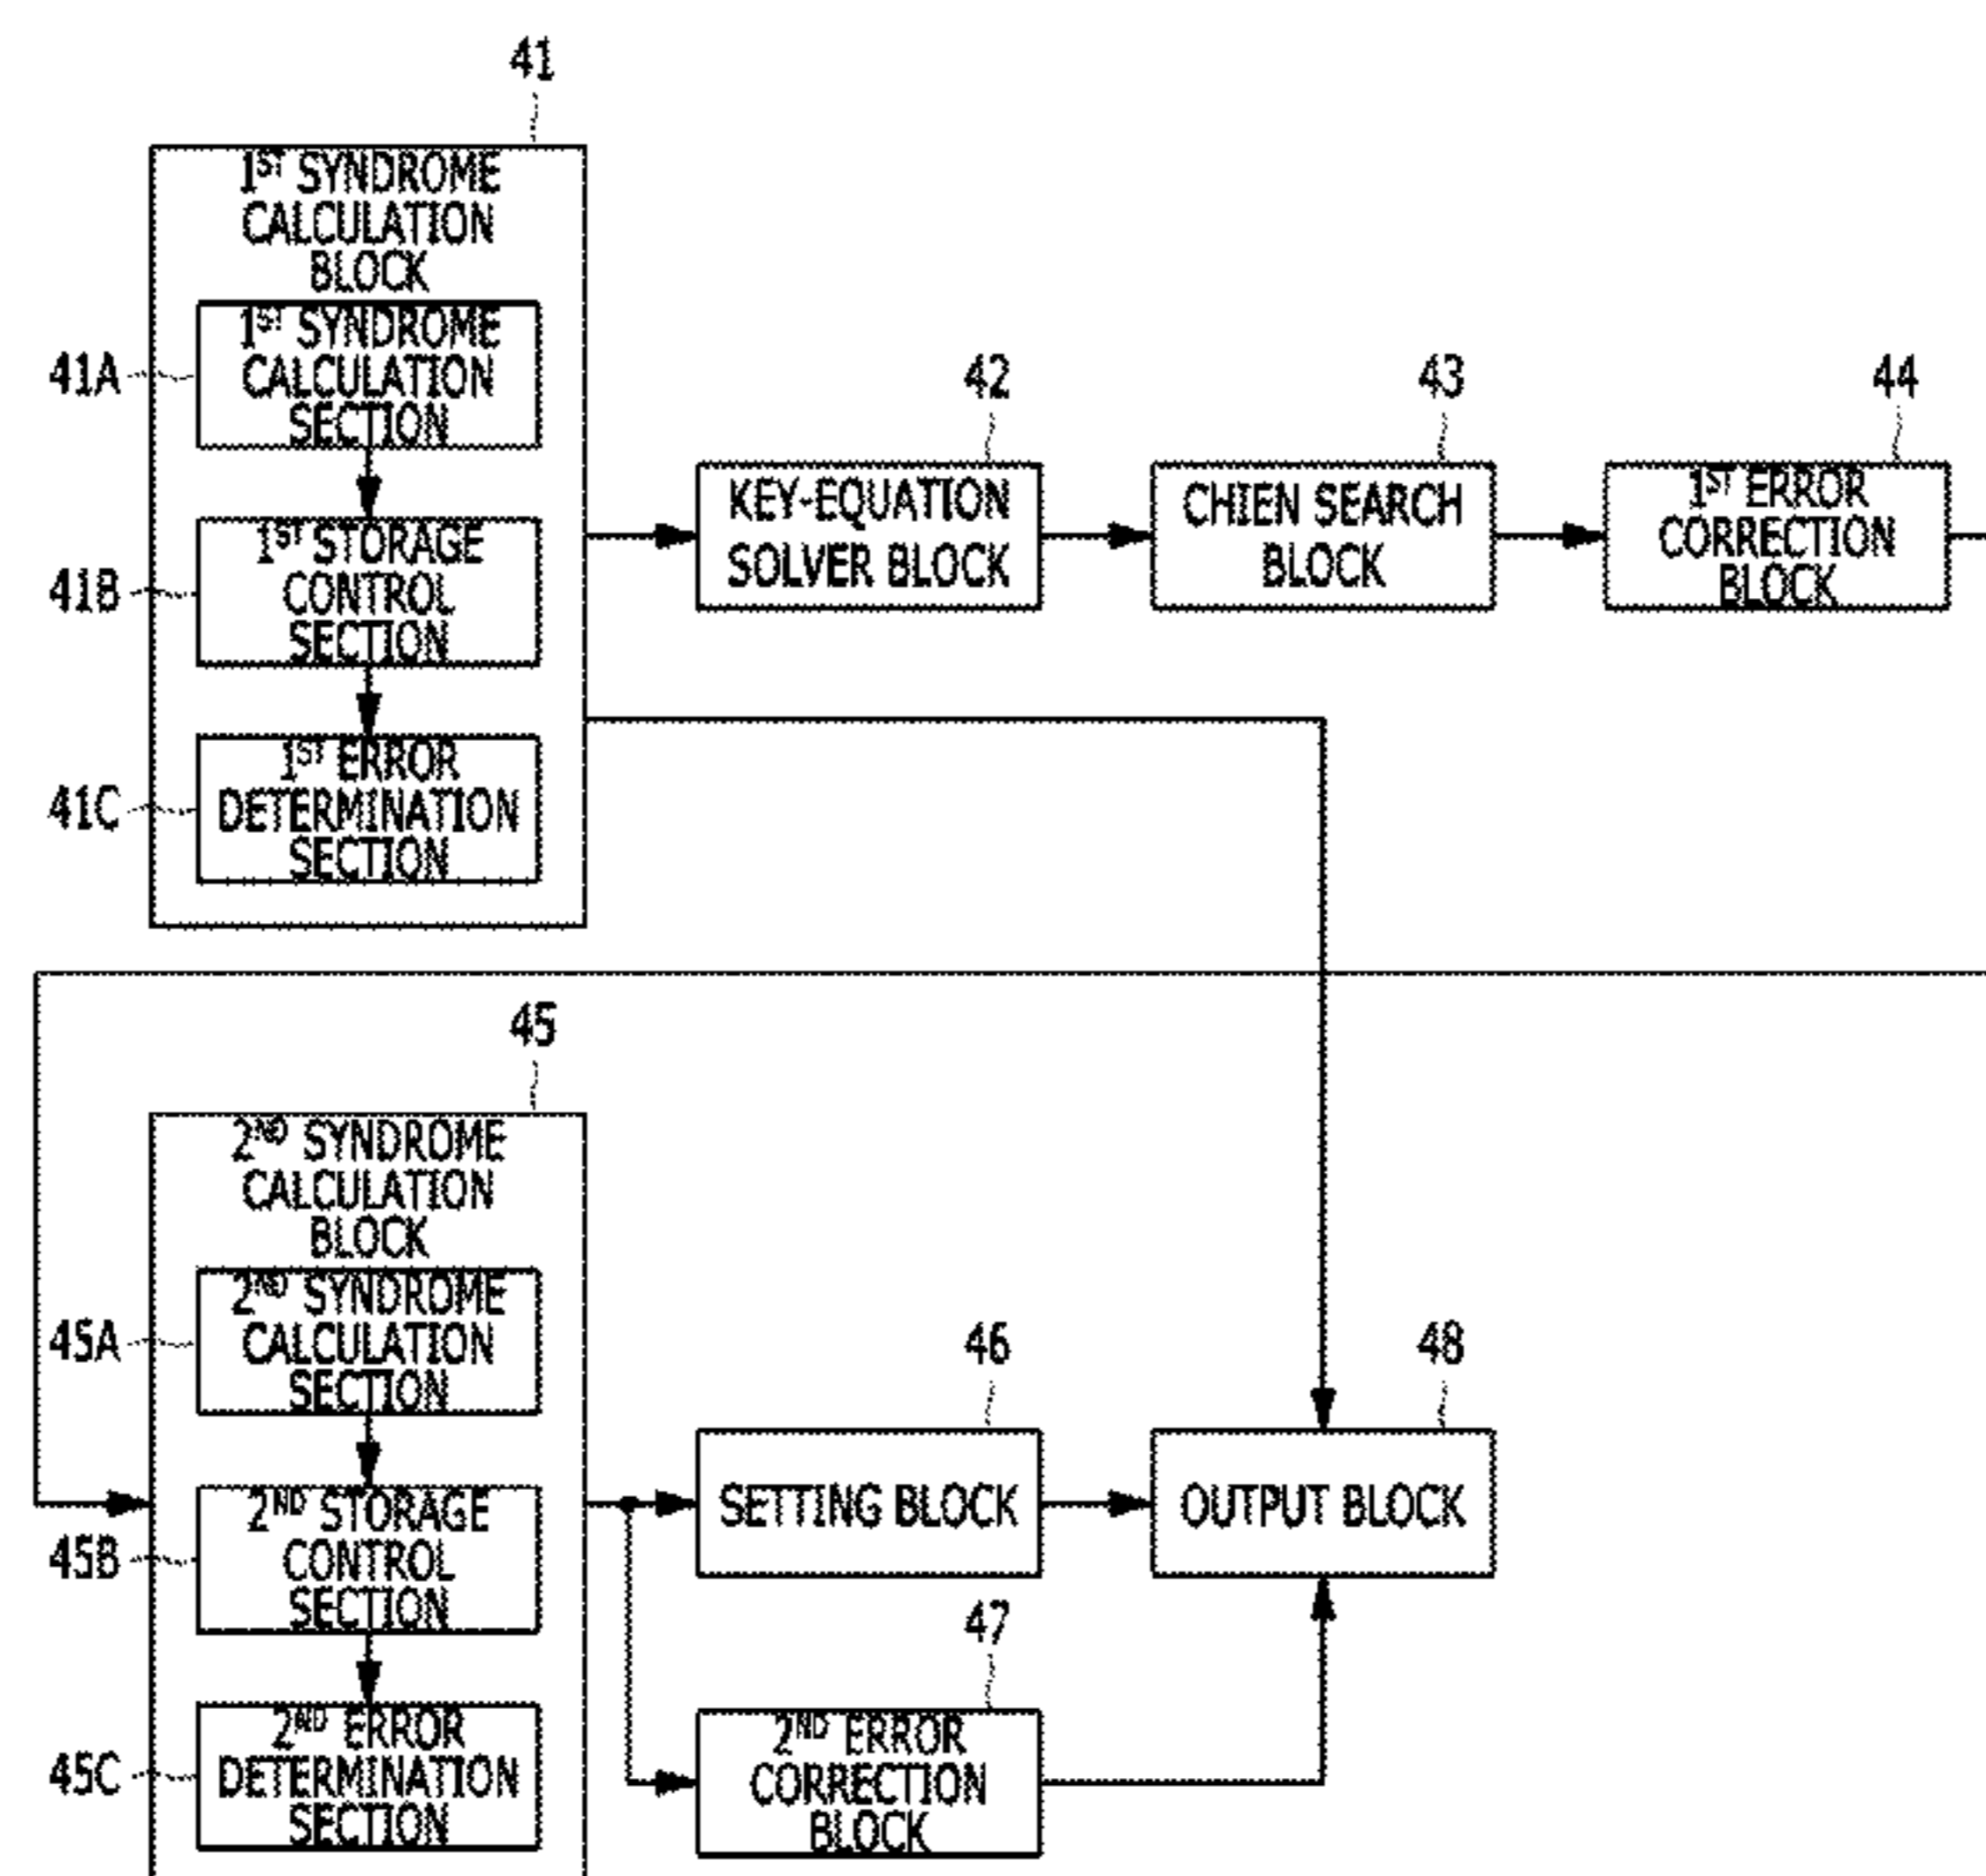 41
1ST SYNDROME
CALCULATION
BLOCK
1ST SYNDROME
CALCULATION
SECTION
41A
1ST STORAGE
CONTROL
SECTION
41B
1ST ERROR
DETERMINATION
SECTION
41C
42
KEY-EQUATION
SOLVER BLOCK
43
CHIEN SEARCH
BLOCK
44
1ST ERROR
CORRECTION
BLOCK
45
2ND SYNDROME
CALCULATION
BLOCK
2ND SYNDROME
CALCULATION
SECTION
45A
2ND STORAGE
CONTROL
SECTION
45B
2ND ERROR
DETERMINATION
SECTION
45C
46
SETTING BLOCK
48
OUTPUT BLOCK
47
2ND ERROR
CORRECTION
BLOCK